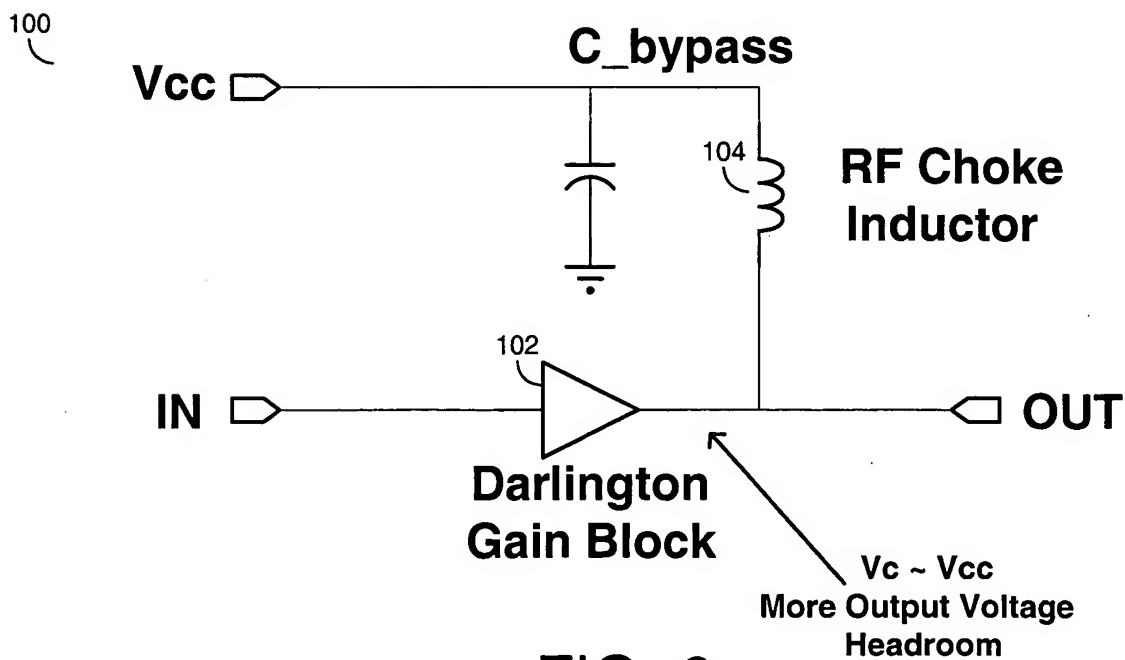 100
C_bypass
Vcc
104
RF Choke
Inductor
102
IN
OUT
Darlington
Gain Block
Vc ~ Vcc
More Output Voltage
Headroom